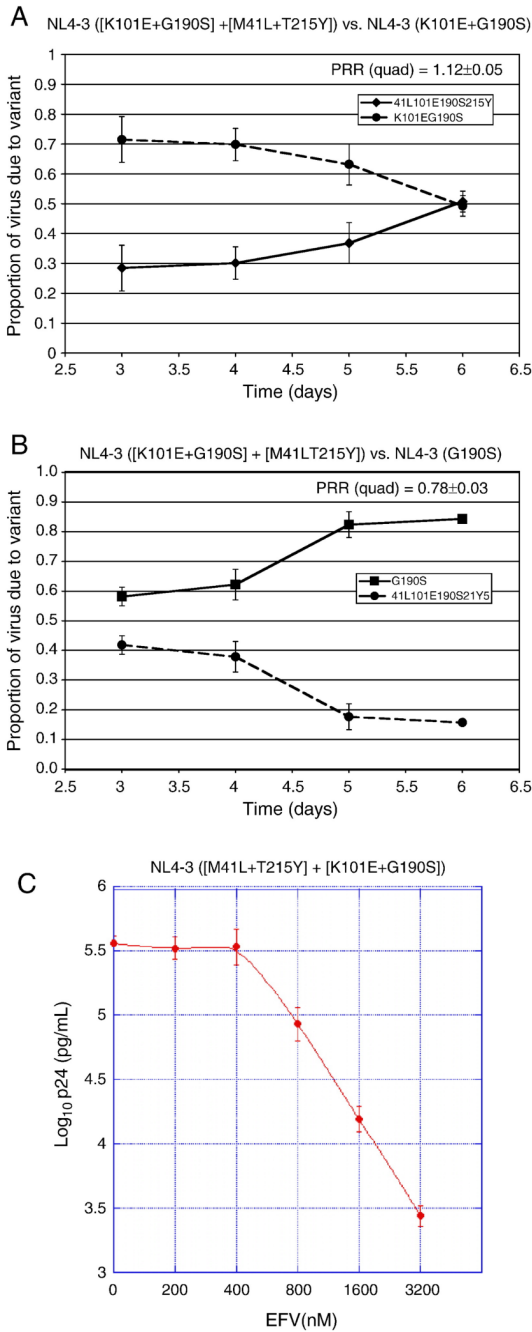 A
NL4-3 ([K101E+G190S] +[M41L+T215Y]) vs. NL4-3 (K101E+G190S)
PRR (quad) = 1.12±0.05
41L101E190S215Y
K101EG190S
Proportion of virus due to variant
1
0.9
0.8
0.7
0.6
0.5
0.4
0.3
0.2
0.1
0
2.5 3 3.5 4 4.5 5 5.5 6 6.5
Time (days)
B
NL4-3 ([K101E+G190S] + [M41LT215Y]) vs. NL4-3 (G190S)
PRR (quad) = 0.78±0.03
G190S
41L101E190S21Y5
Proportion of virus due to variant
1.0
0.9
0.8
0.7
0.6
0.5
0.4
0.3
0.2
0.1
0.0
2.5 3 3.5 4 4.5 5 5.5 6 6.5
Time (days)
C
NL4-3 ([M41L+T215Y] + [K101E+G190S])
Log10 p24 (pg/mL)
6
5.5
5
4.5
4
3.5
3
0 200 400 800 1600 3200
EFV(nM)